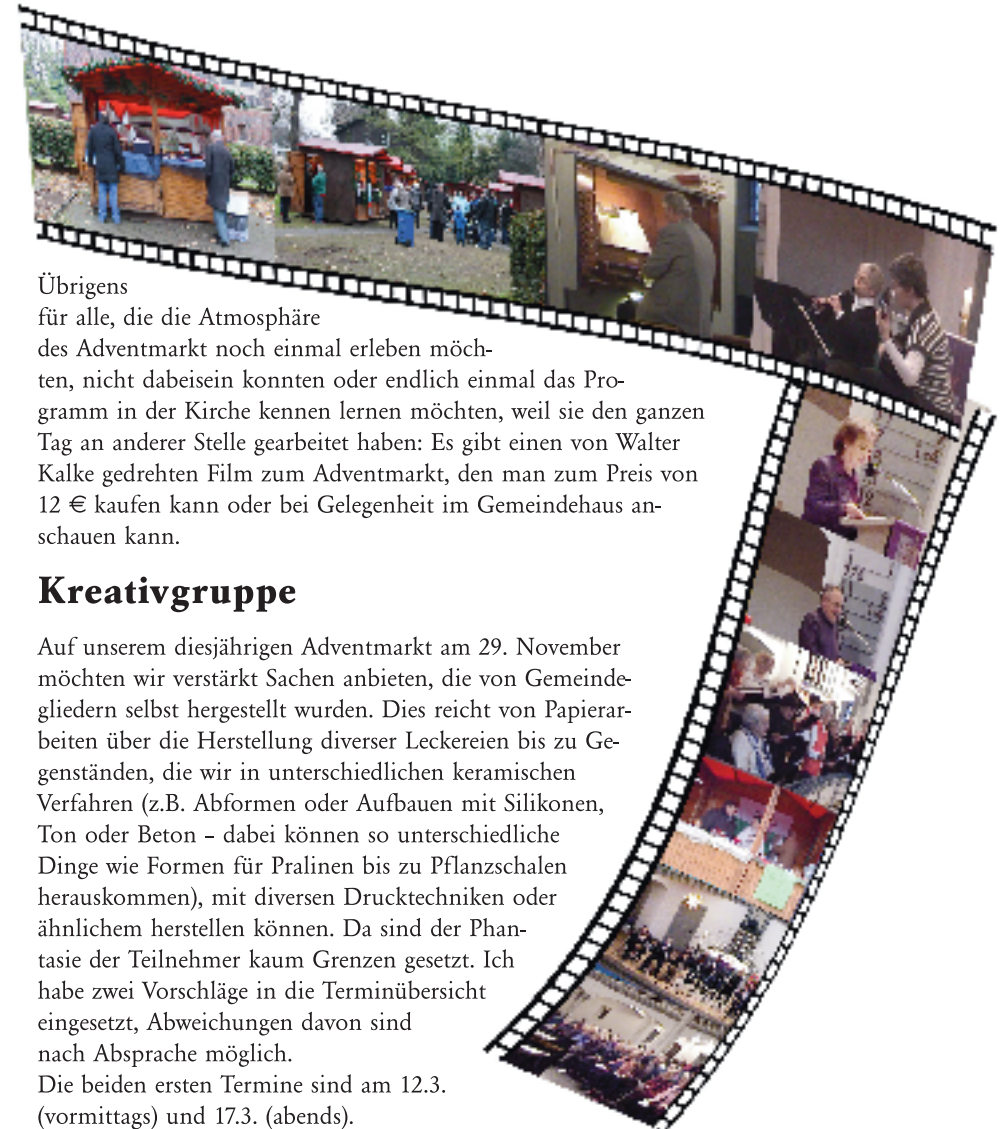 Übrigens
für alle, die die Atmosphäre
des Adventmarkt noch einmal erleben möch-
ten, nicht dabeisein konnten oder endlich einmal das Pro-
gramm in der Kirche kennen lernen möchten, weil sie den ganzen
Tag an anderer Stelle gearbeitet haben: Es gibt einen von Walter
Kalke gedrehten Film zum Adventmarkt, den man zum Preis von
12 € kaufen kann oder bei Gelegenheit im Gemeindehaus an-
schauen kann.
Kreativgruppe
Auf unserem diesjährigen Adventmarkt am 29. November
möchten wir verstärkt Sachen anbieten, die von Gemeinde-
gliedern selbst hergestellt wurden. Dies reicht von Papierar-
beiten über die Herstellung diverser Leckereien bis zu Ge-
genständen, die wir in unterschiedlichen keramischen
Verfahren (z.B. Abformen oder Aufbauen mit Silikonen,
Ton oder Beton – dabei können so unterschiedliche
Dinge wie Formen für Pralinen bis zu Pflanzschalen
herauskommen), mit diversen Drucktechniken oder
ähnlichem herstellen können. Da sind der Phan-
tasie der Teilnehmer kaum Grenzen gesetzt. Ich
habe zwei Vorschläge in die Terminübersicht
eingesetzt, Abweichungen davon sind
nach Absprache möglich.
Die beiden ersten Termine sind am 12.3.
(vormittags) und 17.3. (abends).